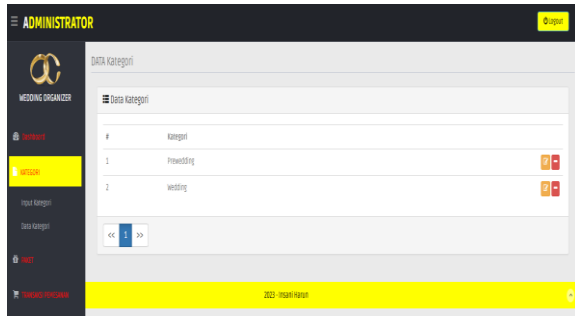 ADMINISTRATOR
Logout
WEDDING ORGANIZER
DASHBOARD
KATEGORI
Input Kategori
Data Kategori
PAKET
DATA Kategori
Data Kategori
# Kategori
1 Prewedding
2 Wedding
<< 1 >>
2023 - Insani Harun